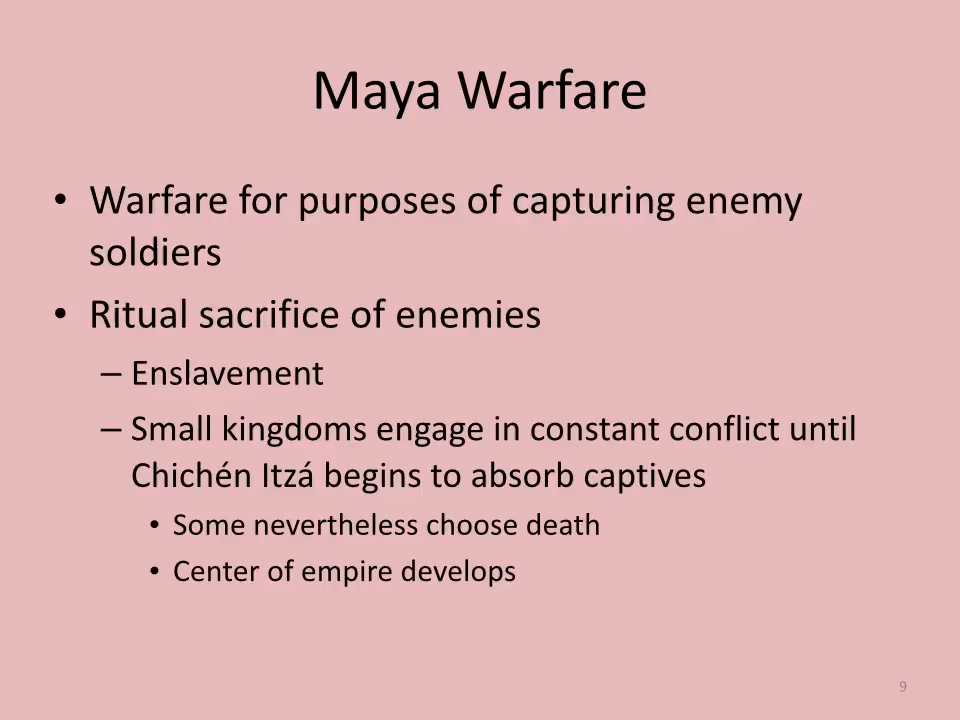 Maya Warfare
• Warfare for purposes of capturing enemy
soldiers
• Ritual sacrifice of enemies
– Enslavement
– Small kingdoms engage in constant conflict until
Chichén Itzá begins to absorb captives
• Some nevertheless choose death
• Center of empire develops
9